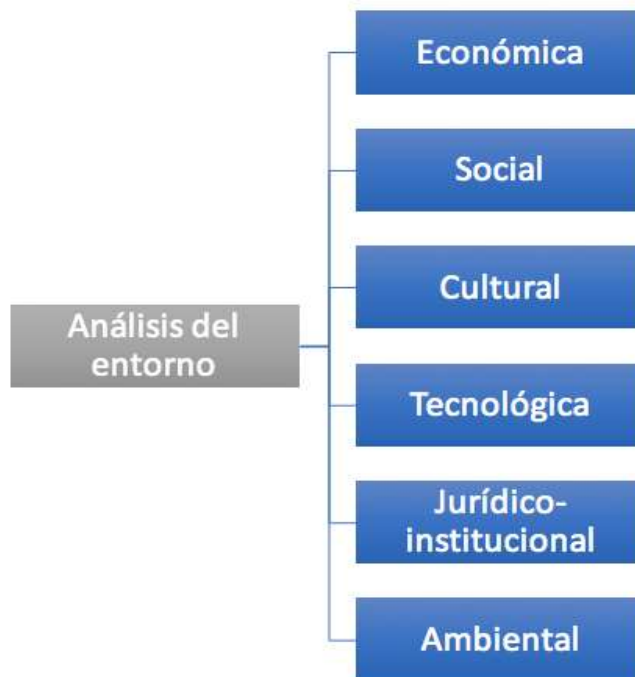 Económica
Social
Cultural
Análisis del
entorno
Tecnológica
Jurídico-
institucional
Ambiental